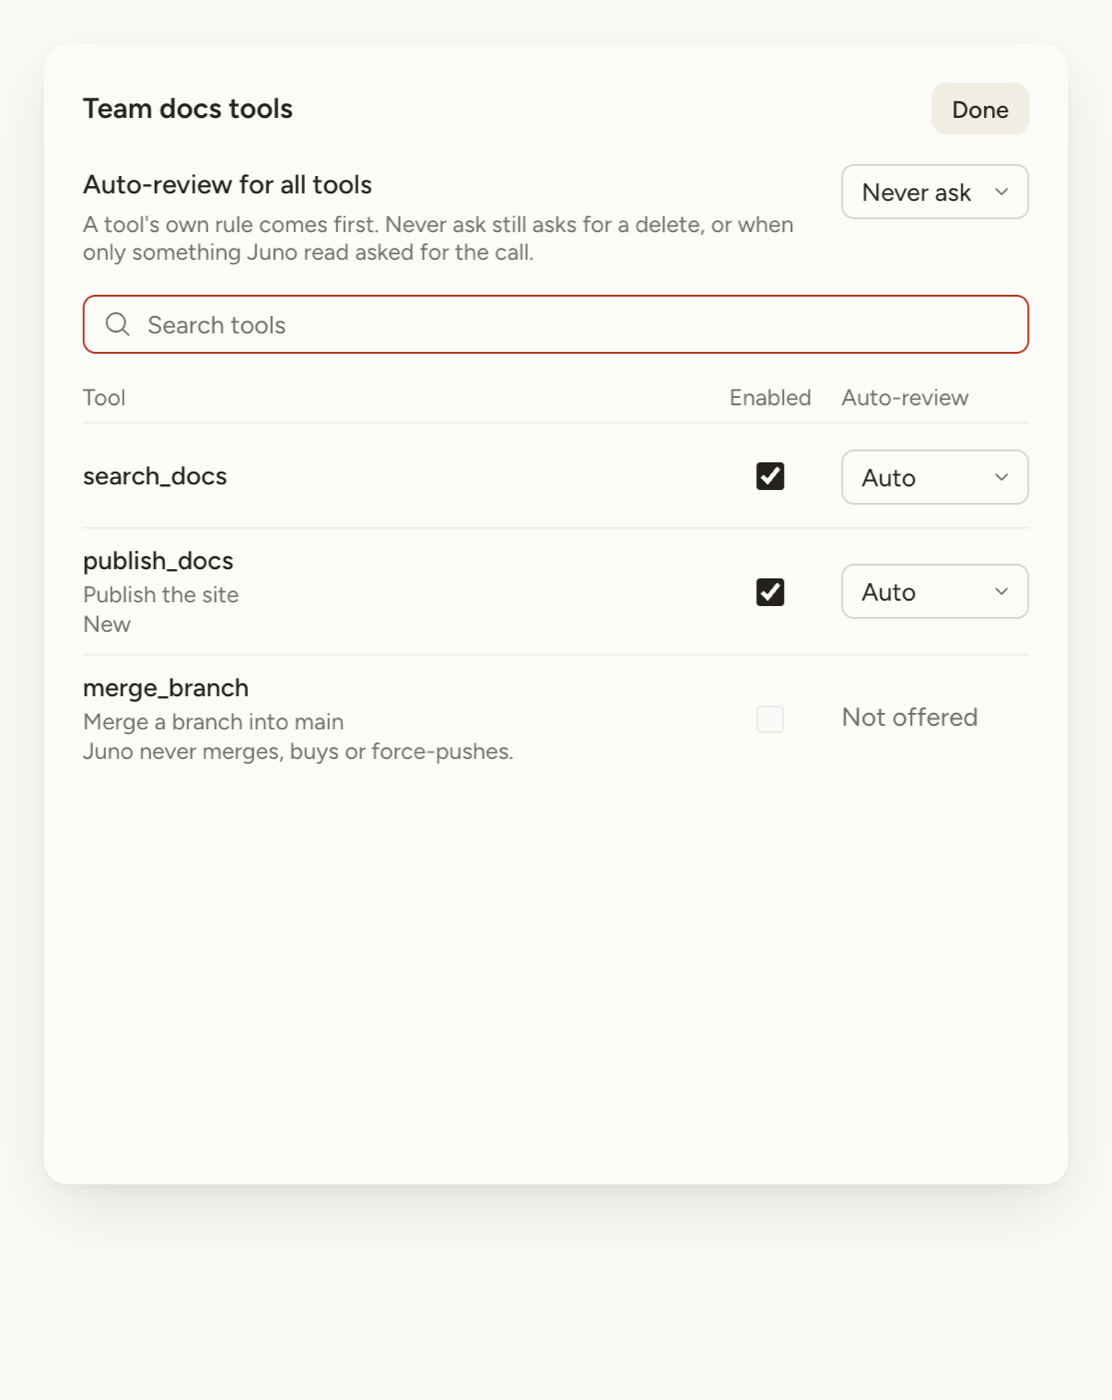 Team docs tools
Done
Auto-review for all tools
Never ask
A tool's own rule comes first. Never ask still asks for a delete, or when
only something Juno read asked for the call.
Search tools
Tool Enabled Auto-review
search_docs
Auto
publish_docs
Publish the site
New
Auto
merge_branch
Merge a branch into main
Juno never merges, buys or force-pushes.
Not offered